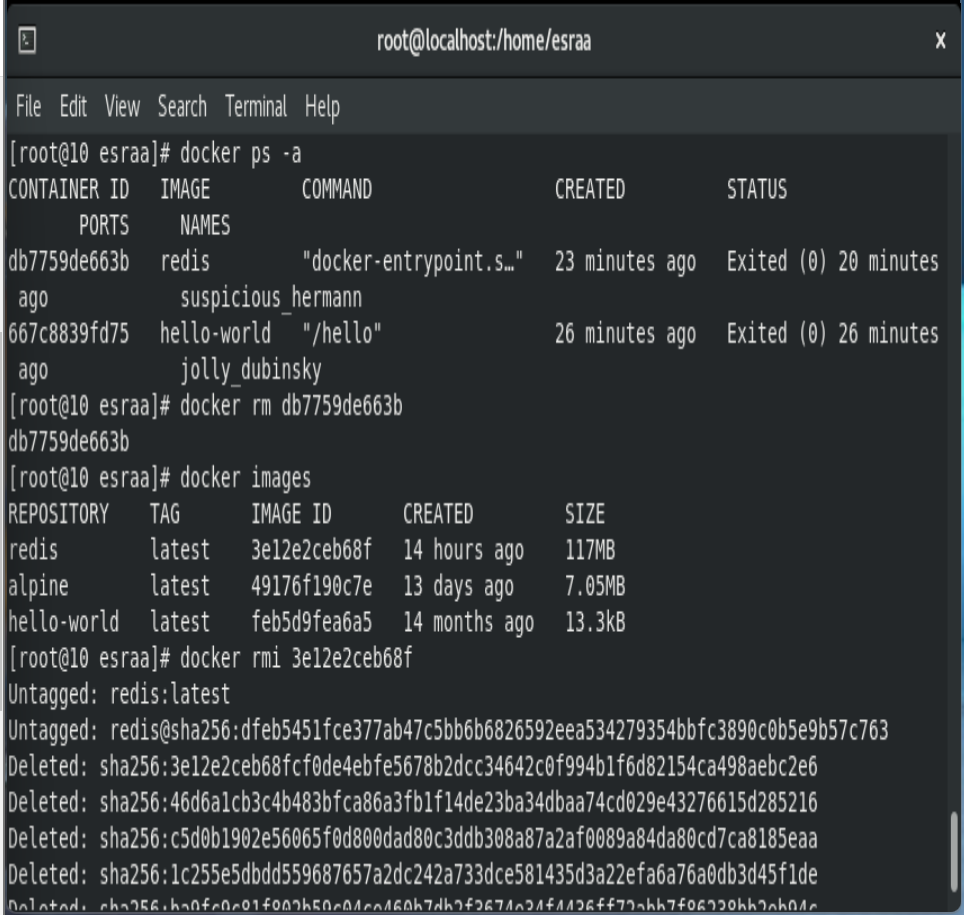 root@localhost:/home/esraa x
File Edit View Search Terminal Help
[root@10 esraa]# docker ps -a
CONTAINER ID IMAGE COMMAND CREATED STATUS
PORTS NAMES
db7759de663b redis "docker-entrypoint.s…" 23 minutes ago Exited (0) 20 minutes
ago suspicious_hermann
667c8839fd75 hello-world "/hello" 26 minutes ago Exited (0) 26 minutes
ago jolly_dubinsky
[root@10 esraa]# docker rm db7759de663b
db7759de663b
[root@10 esraa]# docker images
REPOSITORY TAG IMAGE ID CREATED SIZE
redis latest 3e12e2ceb68f 14 hours ago 117MB
alpine latest 49176f190c7e 13 days ago 7.05MB
hello-world latest feb5d9fea6a5 14 months ago 13.3kB
[root@10 esraa]# docker rmi 3e12e2ceb68f
Untagged: redis:latest
Untagged: redis@sha256:dfeb5451fce377ab47c5bb6b6826592eea534279354bbfc3890c0b5e9b57c763
Deleted: sha256:3e12e2ceb68fcf0de4ebfe5678b2dcc34642c0f994b1f6d82154ca498aebc2e6
Deleted: sha256:46d6a1cb3c4b483bfca86a3fb1f14de23ba34dbaa74cd029e43276615d285216
Deleted: sha256:c5d0b1902e56065f0d800dad80c3ddb308a87a2af0089a84da80cd7ca8185eaa
Deleted: sha256:1c255e5dbdd559687657a2dc242a733dce581435d3a22efa6a76a0db3d45f1de
Deleted: